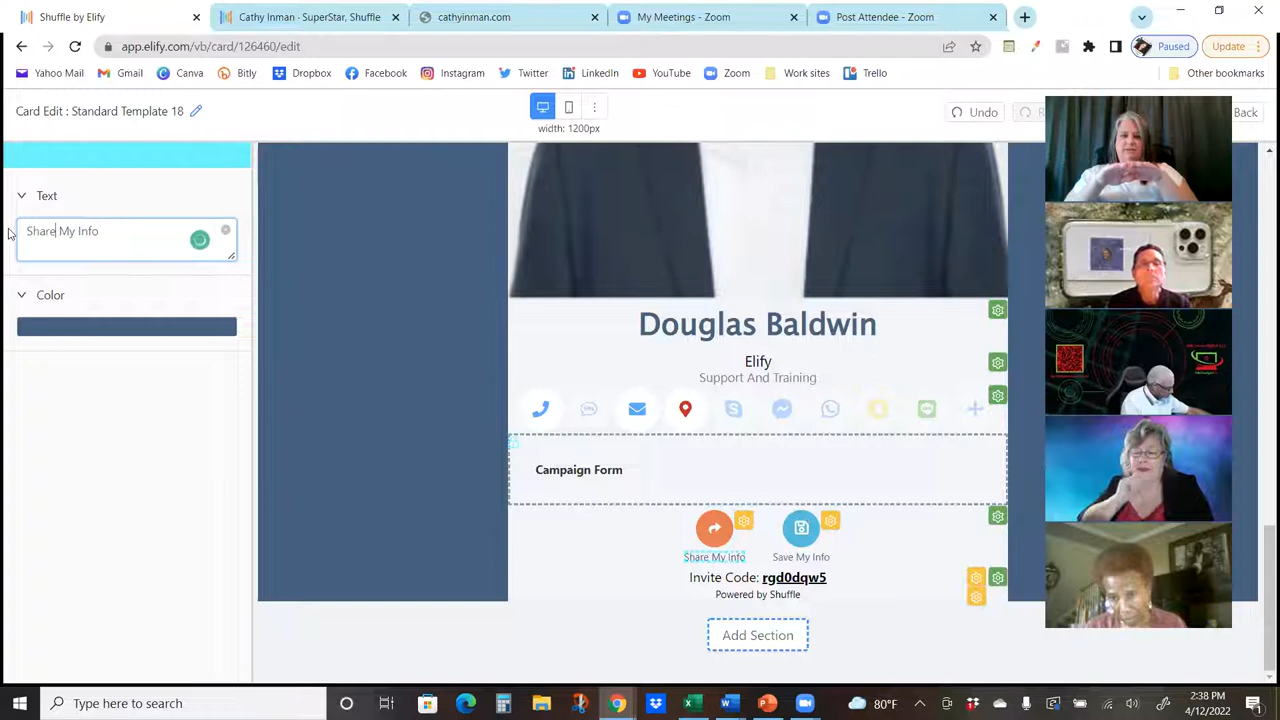 Shuffle by Elify
Cathy Inman - SuperStar, Shuffle
cathyinman.com
My Meetings - Zoom
Post Attendee - Zoom
app.elify.com/vb/card/126460/edit
Paused
Update
Yahoo Mail
Gmail
Canva
Bitly
Dropbox
Facebook
Instagram
Twitter
LinkedIn
YouTube
Zoom
Work sites
Trello
Other bookmarks
Card Edit : Standard Template 18
width: 1200px
Undo
Back
Text
Share My Info
Color
Douglas Baldwin
Elify
Support And Training
Campaign Form
Share My Info
Save My Info
Invite Code: rgd0dqw5
Powered by Shuffle
Add Section
Type here to search
80°F
2:38 PM
4/12/2022